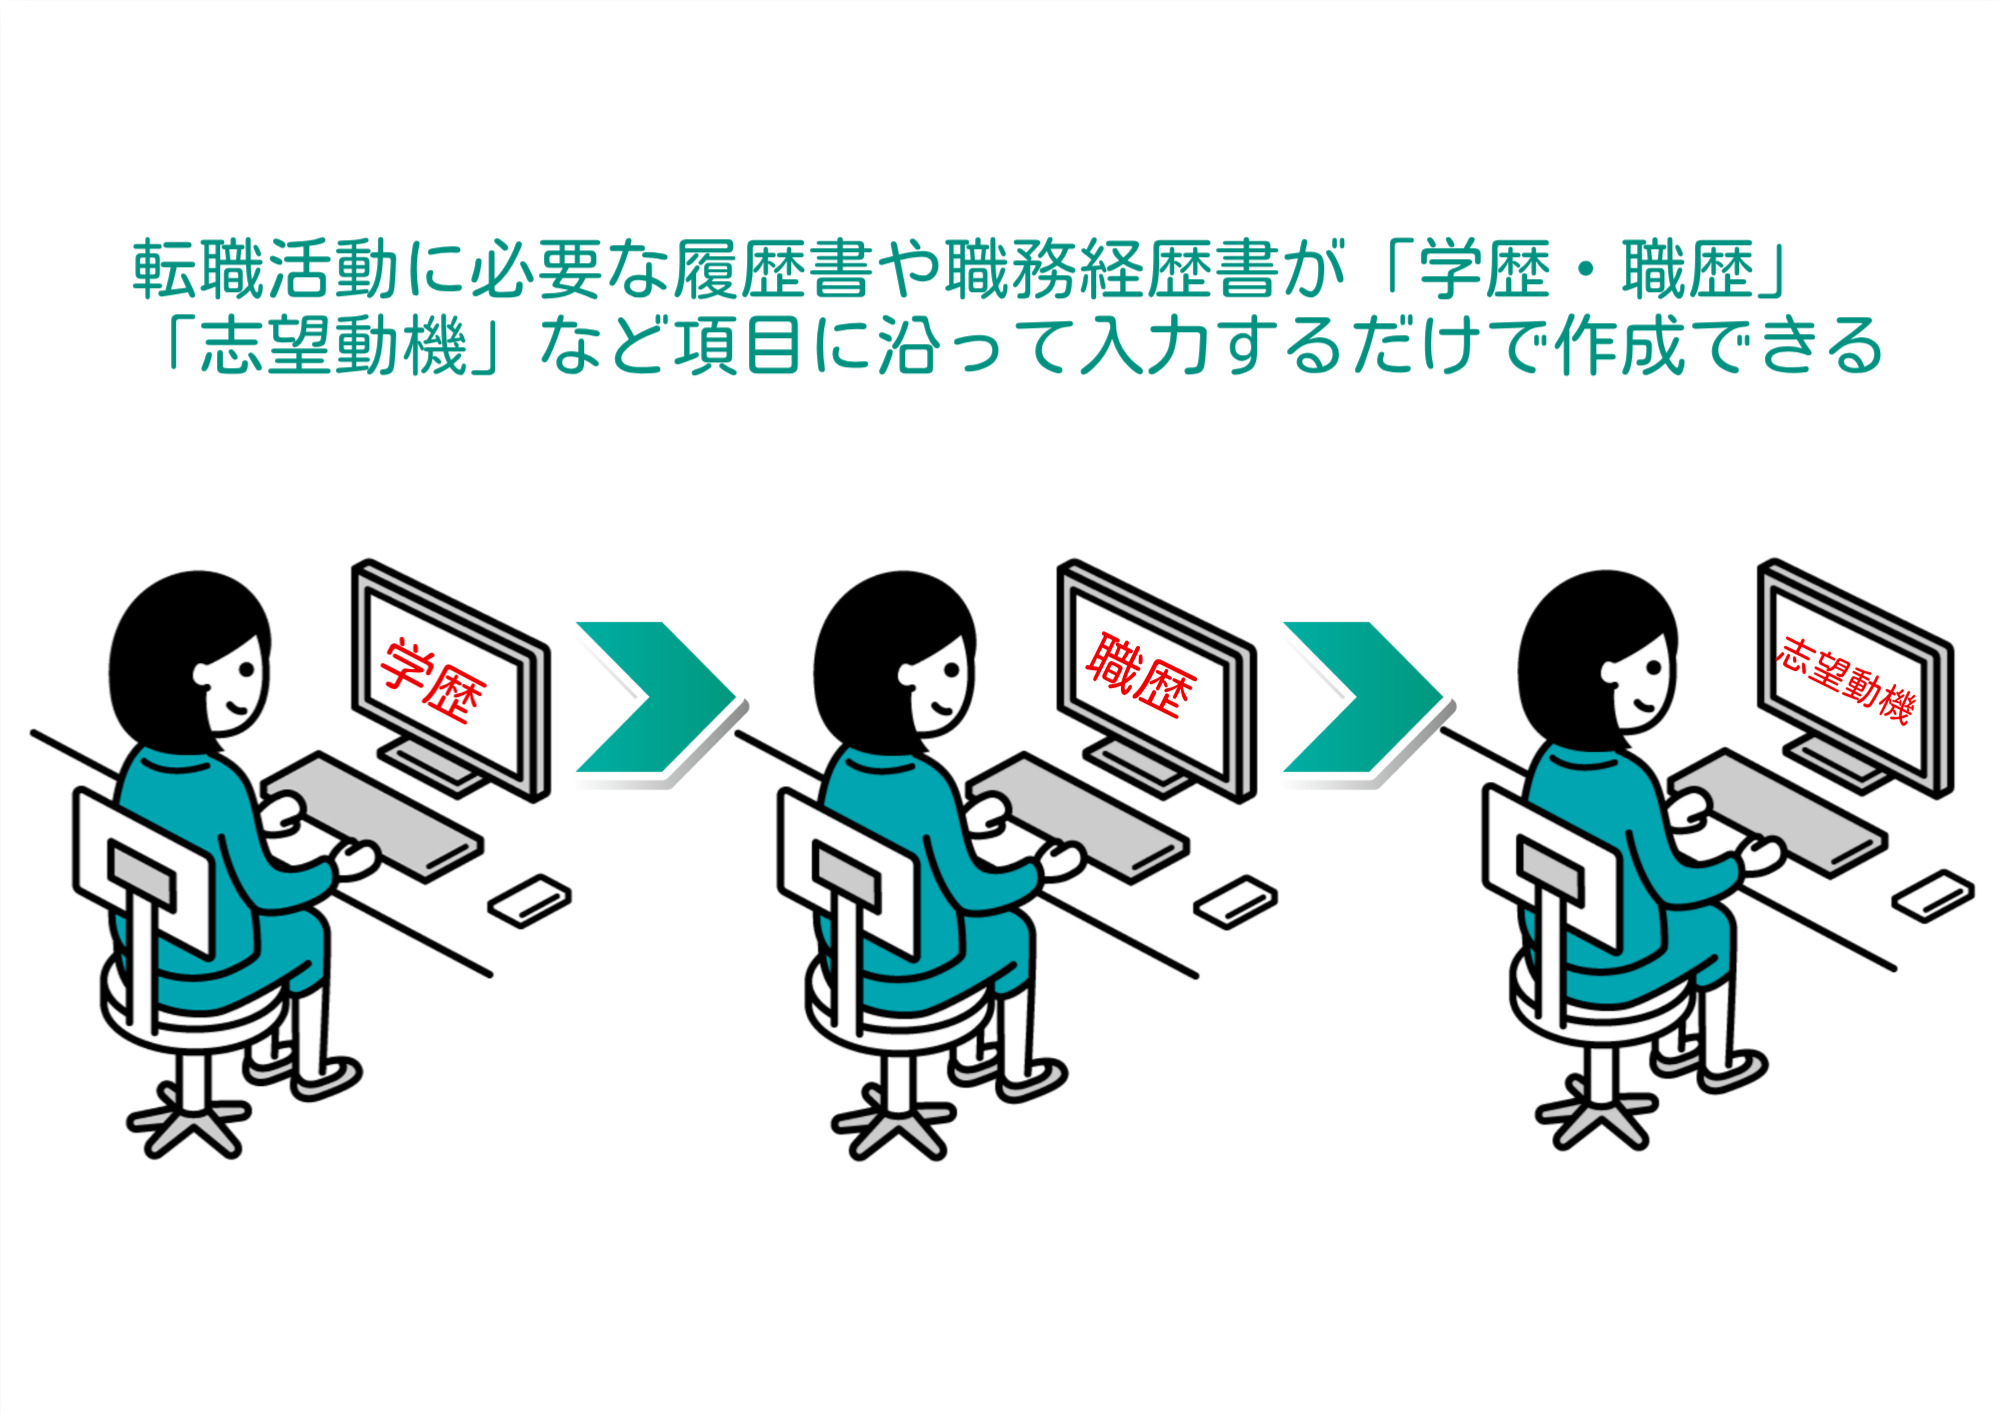 転職活動に必要な履歴書や職務経歴書が「学歴・職歴」
「志望動機」など項目に沿って入力するだけで作成できる
学歴
職歴
志望動機